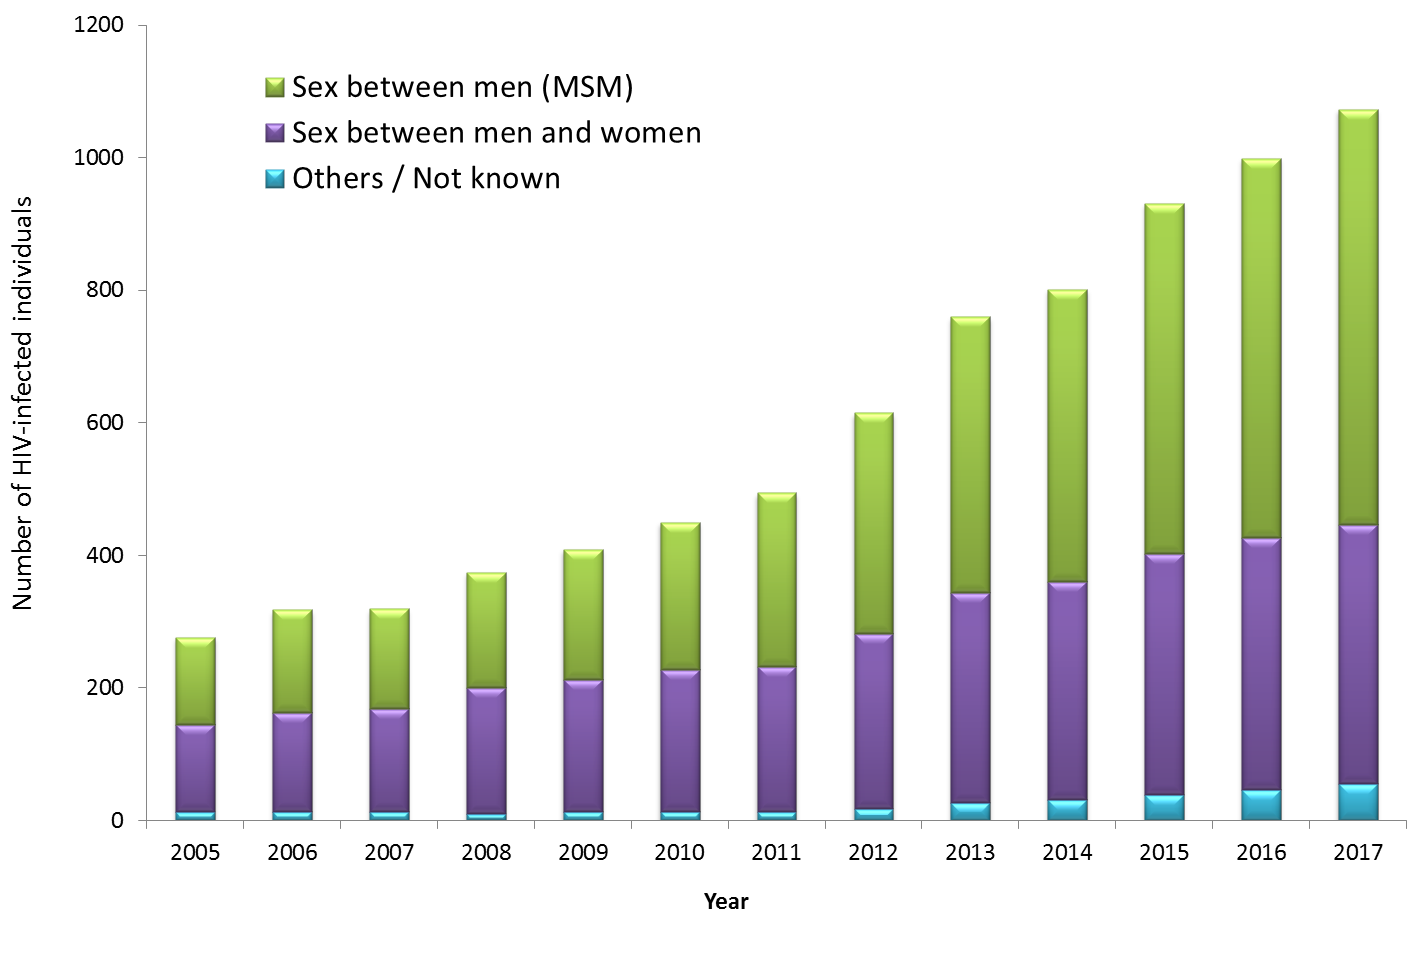 1200
1000
800
600
400
200
0
Number of HIV-infected individuals
Sex between men (MSM)
Sex between men and women
Others / Not known
2005 2006 2007 2008 2009 2010 2011 2012 2013 2014 2015 2016 2017
Year